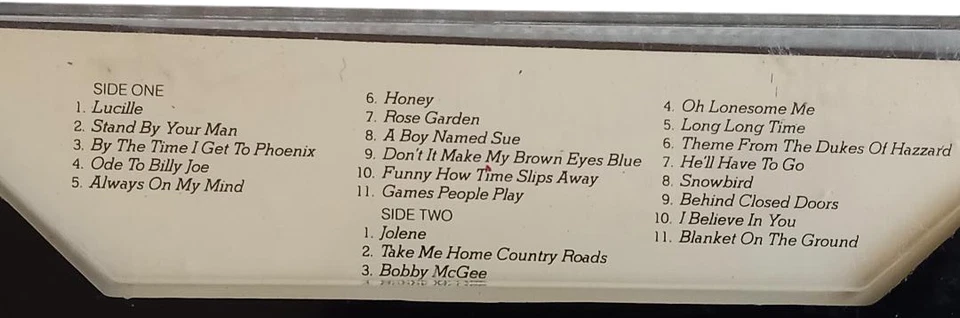 SIDE ONE
1. Lucille
2. Stand By Your Man
3. By The Time I Get To Phoenix
4. Ode To Billy Joe
5. Always On My Mind
6. Honey
7. Rose Garden
8. A Boy Named Sue
9. Don't It Make My Brown Eyes Blue
10. Funny How Time Slips Away
11. Games People Play
SIDE TWO
1. Jolene
2. Take Me Home Country Roads
3. Bobby McGee
4. Oh Lonesome Me
5. Long Long Time
6. Theme From The Dukes Of Hazzard
7. He'll Have To Go
8. Snowbird
9. Behind Closed Doors
10. I Believe In You
11. Blanket On The Ground